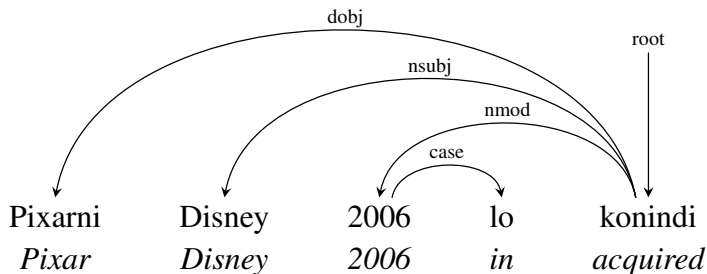 dobj
root
nsubj
nmod
case
Pixarni Disney 2006 lo konindi
Pixar Disney 2006 in acquired